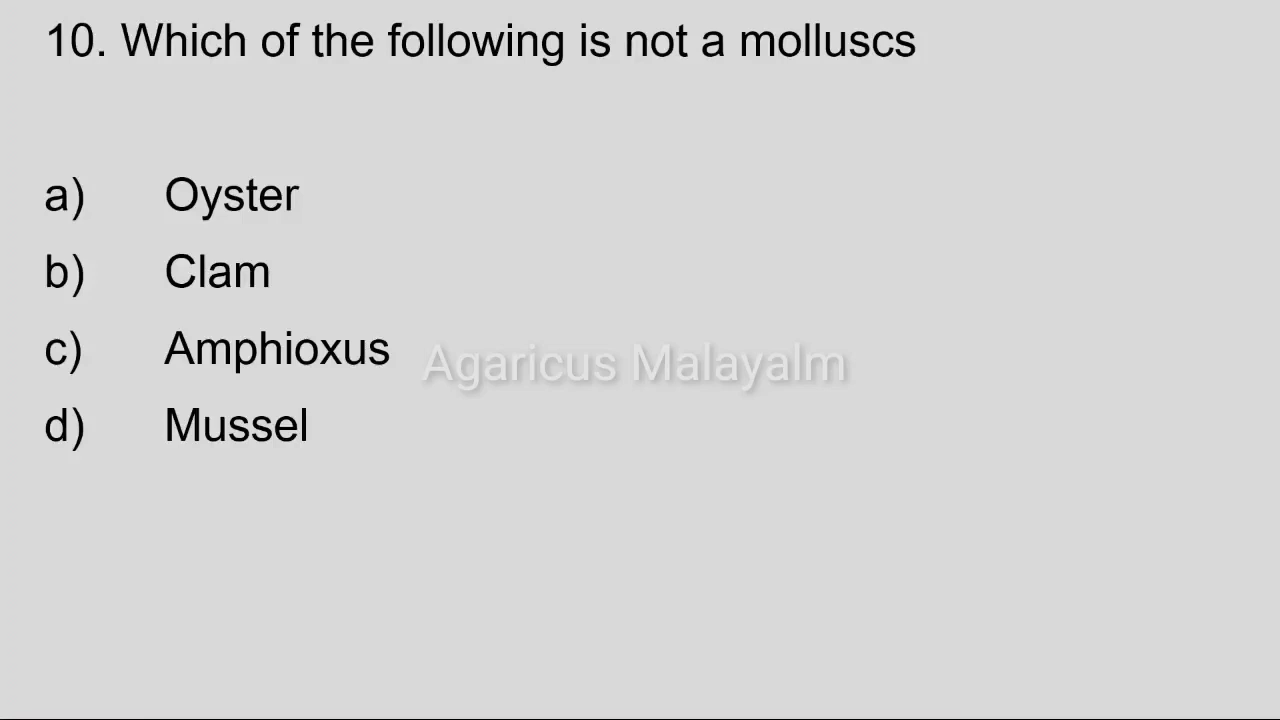 10. Which of the following is not a molluscs
a) Oyster
b) Clam
c) Amphioxus
Agaricus Malayalm
d) Mussel